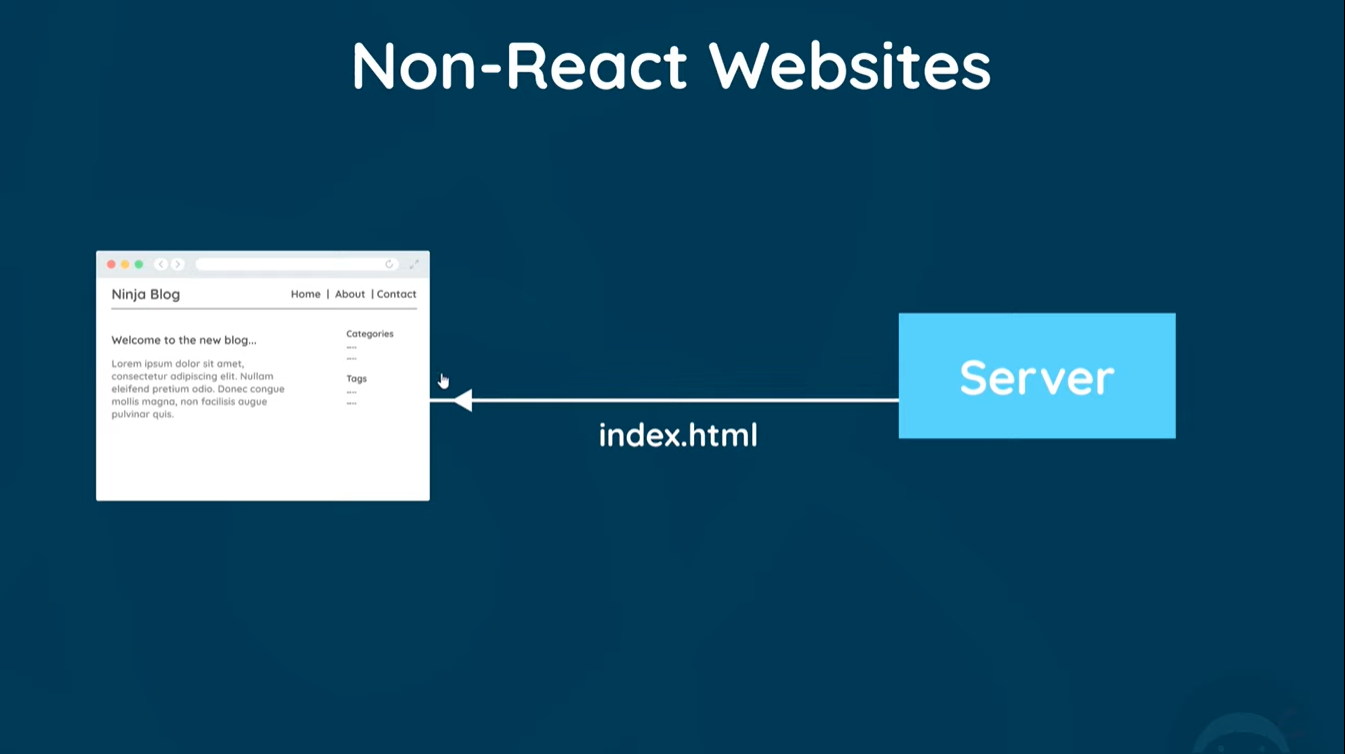 Non-React Websites
Ninja Blog
Home | About | Contact
Welcome to the new blog...
Lorem ipsum dolor sit amet,
consectetur adipiscing elit. Nullam
eleifend pretium odio. Donec congue
mollis magna, non facilisis augue
pulvinar quis.
Categories
....
....
Tags
....
....
index.html
Server